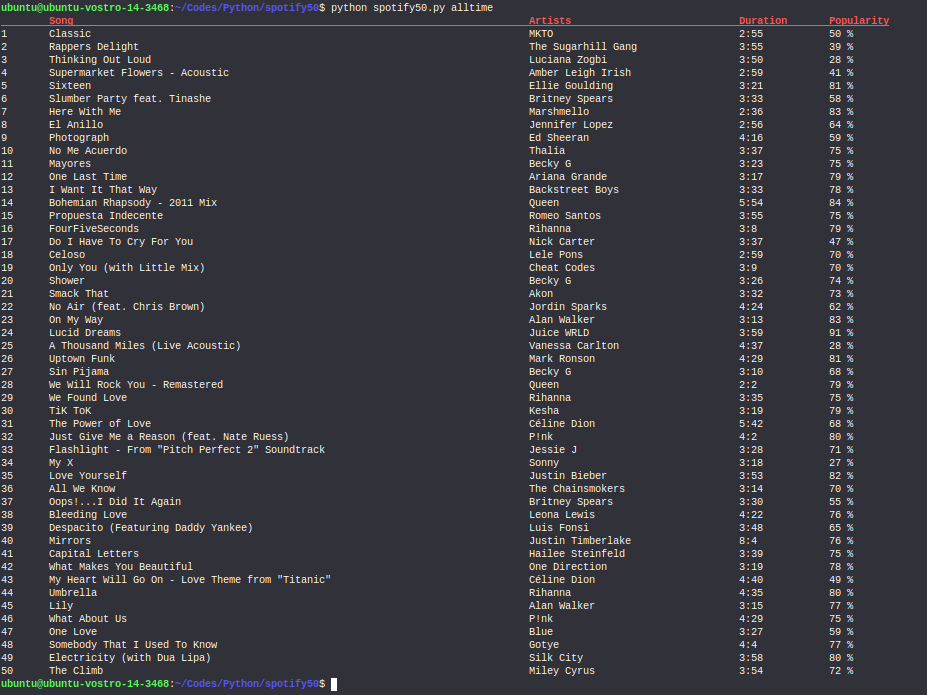 ubuntu@ubuntu-vostro-14-3468:~/Codes/Python/spotify50$ python spotify50.py alltime
Song Artists Duration Popularity
1 Classic MKTO 2:55 50 %
2 Rappers Delight The Sugarhill Gang 3:55 39 %
3 Thinking Out Loud Luciana Zogbi 3:50 28 %
4 Supermarket Flowers - Acoustic Amber Leigh Irish 2:59 41 %
5 Sixteen Ellie Goulding 3:21 81 %
6 Slumber Party feat. Tinashe Britney Spears 3:33 58 %
7 Here With Me Marshmello 2:36 83 %
8 El Anillo Jennifer Lopez 2:56 64 %
9 Photograph Ed Sheeran 4:16 59 %
10 No Me Acuerdo Thalía 3:37 75 %
11 Mayores Becky G 3:23 75 %
12 One Last Time Ariana Grande 3:17 79 %
13 I Want It That Way Backstreet Boys 3:33 78 %
14 Bohemian Rhapsody - 2011 Mix Queen 5:54 84 %
15 Propuesta Indecente Romeo Santos 3:55 75 %
16 FourFiveSeconds Rihanna 3:8 79 %
17 Do I Have To Cry For You Nick Carter 3:37 47 %
18 Celoso Lele Pons 2:59 70 %
19 Only You (with Little Mix) Cheat Codes 3:9 70 %
20 Shower Becky G 3:26 74 %
21 Smack That Akon 3:32 73 %
22 No Air (feat. Chris Brown) Jordin Sparks 4:24 62 %
23 On My Way Alan Walker 3:13 83 %
24 Lucid Dreams Juice WRLD 3:59 91 %
25 A Thousand Miles (Live Acoustic) Vanessa Carlton 4:37 28 %
26 Uptown Funk Mark Ronson 4:29 81 %
27 Sin Pijama Becky G 3:10 68 %
28 We Will Rock You - Remastered Queen 2:2 79 %
29 We Found Love Rihanna 3:35 75 %
30 TiK ToK Kesha 3:19 79 %
31 The Power of Love Céline Dion 5:42 68 %
32 Just Give Me a Reason (feat. Nate Ruess) P!nk 4:2 80 %
33 Flashlight - From "Pitch Perfect 2" Soundtrack Jessie J 3:28 71 %
34 My X Sonny 3:18 27 %
35 Love Yourself Justin Bieber 3:53 82 %
36 All We Know The Chainsmokers 3:14 70 %
37 Oops!...I Did It Again Britney Spears 3:30 55 %
38 Bleeding Love Leona Lewis 4:22 76 %
39 Despacito (Featuring Daddy Yankee) Luis Fonsi 3:48 65 %
40 Mirrors Justin Timberlake 8:4 76 %
41 Capital Letters Hailee Steinfeld 3:39 75 %
42 What Makes You Beautiful One Direction 3:19 78 %
43 My Heart Will Go On - Love Theme from "Titanic" Céline Dion 4:40 49 %
44 Umbrella Rihanna 4:35 80 %
45 Lily Alan Walker 3:15 77 %
46 What About Us P!nk 4:29 75 %
47 One Love Blue 3:27 59 %
48 Somebody That I Used To Know Gotye 4:4 77 %
49 Electricity (with Dua Lipa) Silk City 3:58 80 %
50 The Climb Miley Cyrus 3:54 72 %
ubuntu@ubuntu-vostro-14-3468:~/Codes/Python/spotify50$